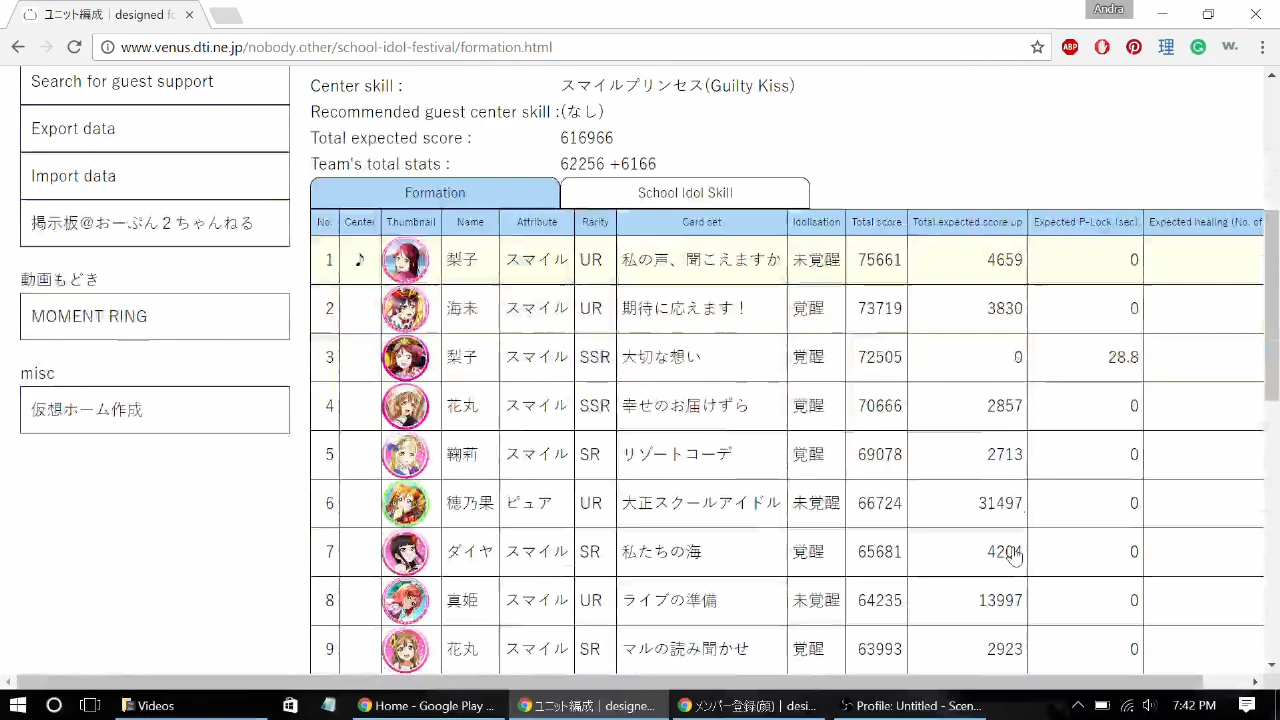 ユニット編成 | designed fo
Andra
www.venus.dti.ne.jp/nobody.other/school-idol-festival/formation.html
ABP
理
G
w.
Search for guest support
Export data
Import data
掲示板@おーぷん２ちゃんねる
動画もどき
MOMENT RING
misc
仮想ホーム作成
Center skill : スマイルプリンセス(Guilty Kiss)
Recommended guest center skill : (なし)
Total expected score : 616966
Team's total stats : 62256 +6166
Formation School Idol Skill
No. Center Thumbnail Name Attribute Rarity Card set Idolisation Total score Total expected score up Expected P-Lock (sec). Expected healing (No. of
1 ♪ 梨子 スマイル UR 私の声、聞こえますか 未覚醒 75661 4659 0
2 海未 スマイル UR 期待に応えます！ 覚醒 73719 3830 0
3 梨子 スマイル SSR 大切な想い 覚醒 72505 0 28.8
4 花丸 スマイル SSR 幸せのお届けずら 覚醒 70666 2857 0
5 鞠莉 スマイル SR リゾートコーデ 覚醒 69078 2713 0
6 穂乃果 ピュア UR 大正スクールアイドル 未覚醒 66724 31497 0
7 ダイヤ スマイル SR 私たちの海 覚醒 65681 4204 0
8 真姫 スマイル UR ライブの準備 未覚醒 64235 13997 0
9 花丸 スマイル SR マルの読み聞かせ 覚醒 63993 2923 0
Videos
Home - Google Play ...
ユニット編成 | designe...
メンバー登録(顔) | desi...
Profile: Untitled - Scen...
7:42 PM